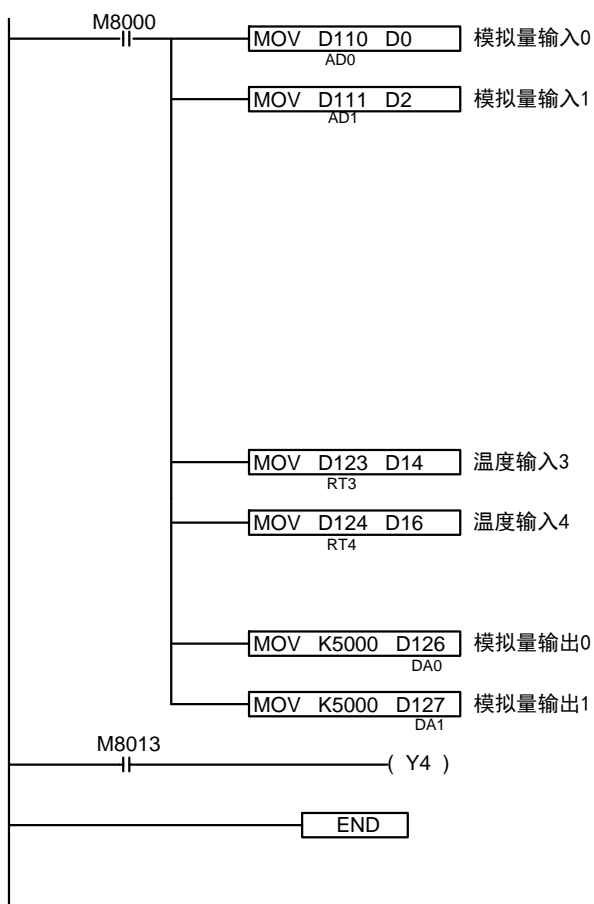 M8000
MOV D110 D0 模拟量输入0
AD0
MOV D111 D2 模拟量输入1
AD1
MOV D123 D14 温度输入3
RT3
MOV D124 D16 温度输入4
RT4
MOV K5000 D126 模拟量输出0
DA0
MOV K5000 D127 模拟量输出1
DA1
M8013
( Y4 )
END